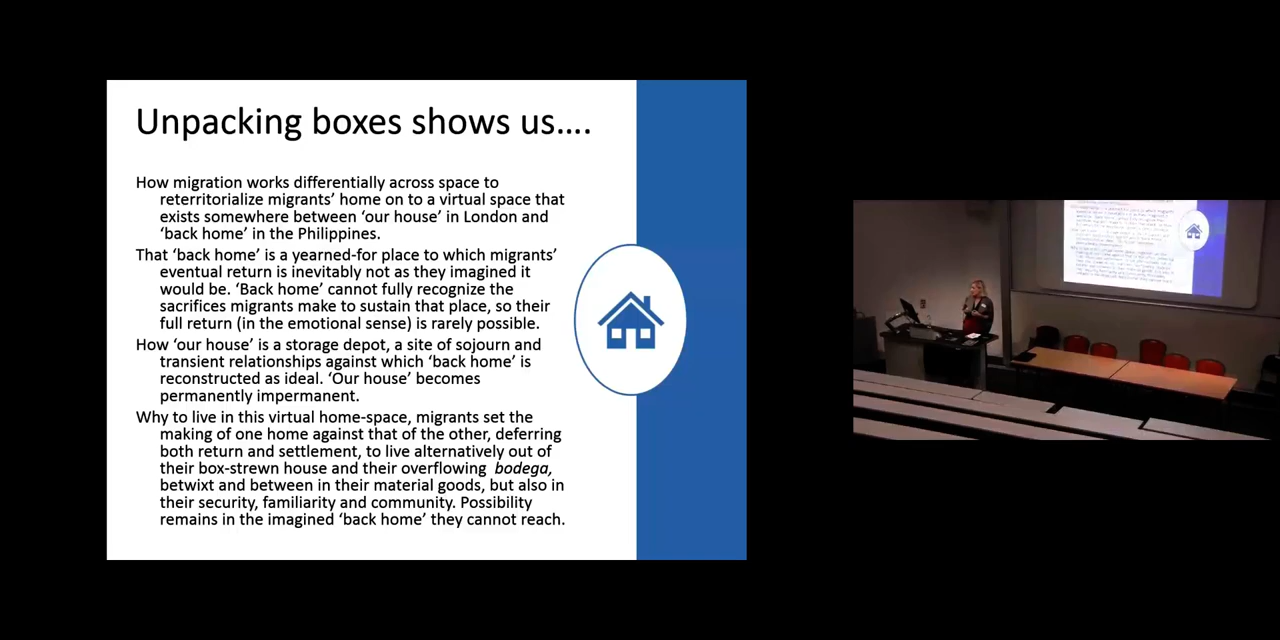 Unpacking boxes shows us....
How migration works differentially across space to
reterritorialize migrants' home on to a virtual space that
exists somewhere between 'our house' in London and
'back home' in the Philippines.
That 'back home' is a yearned-for place to which migrants'
eventual return is inevitably not as they imagined it
would be. 'Back home' cannot fully recognize the
sacrifices migrants make to sustain that place, so their
full return (in the emotional sense) is rarely possible.
How 'our house' is a storage depot, a site of sojourn and
transient relationships against which 'back home' is
reconstructed as ideal. 'Our house' becomes
permanently impermanent.
Why to live in this virtual home-space, migrants set the
making of one home against that of the other, deferring
both return and settlement, to live alternatively out of
their box-strewn house and their overflowing bodega,
betwixt and between in their material goods, but also in
their security, familiarity and community. Possibility
remains in the imagined 'back home' they cannot reach.